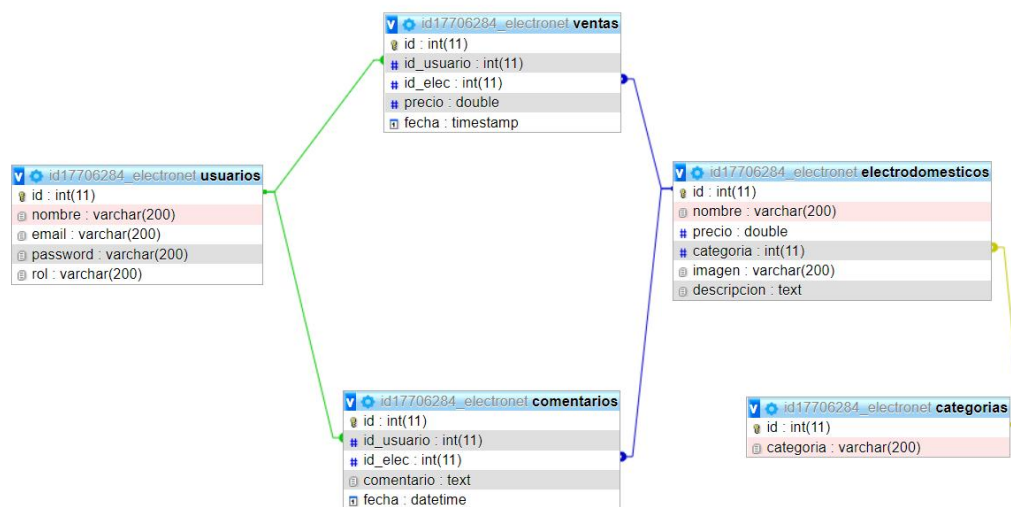 id17706284_electronet ventas
id : int(11)
id_usuario : int(11)
id_elec : int(11)
precio : double
fecha : timestamp
id17706284_electronet usuarios
id : int(11)
nombre : varchar(200)
email : varchar(200)
password : varchar(200)
rol : varchar(200)
id17706284_electronet electrodomesticos
id : int(11)
nombre : varchar(200)
precio : double
categoria : int(11)
imagen : varchar(200)
descripcion : text
id17706284_electronet comentarios
id : int(11)
id_usuario : int(11)
id_elec : int(11)
comentario : text
fecha : datetime
id17706284_electronet categorias
id : int(11)
categoria : varchar(200)